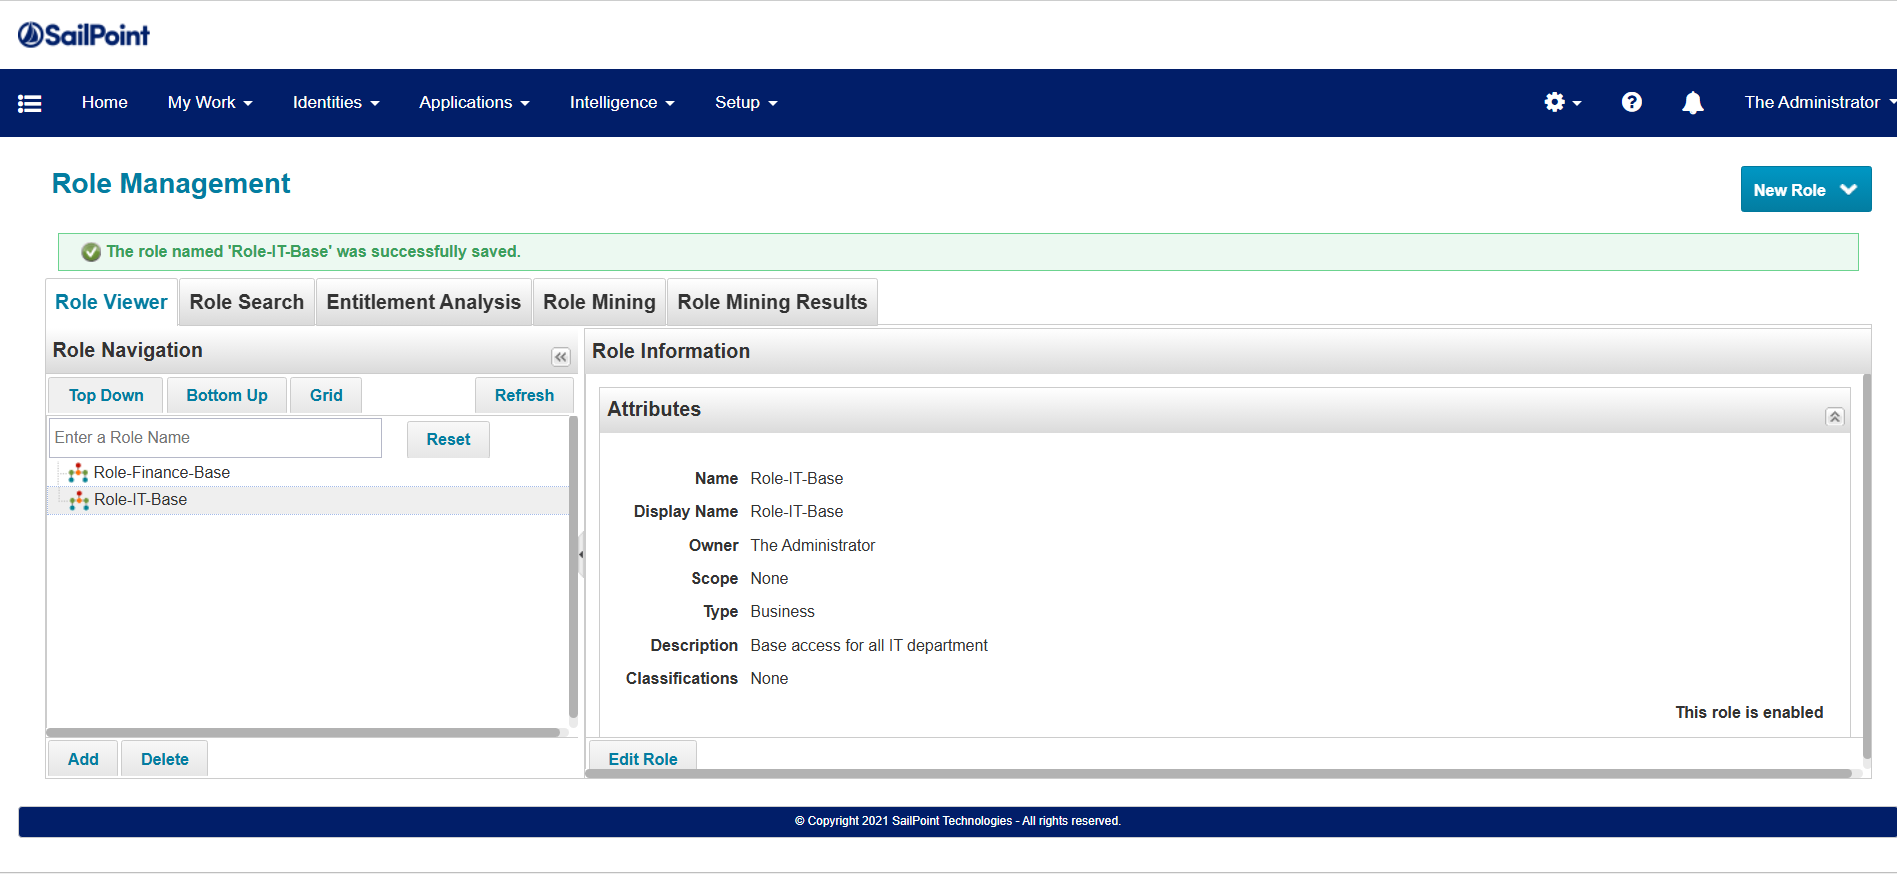 SailPoint
Home My Work Identities Applications Intelligence Setup The Administrator
Role Management
New Role
The role named 'Role-IT-Base' was successfully saved.
Role Viewer Role Search Entitlement Analysis Role Mining Role Mining Results
Role Navigation
Top Down Bottom Up Grid Refresh
Enter a Role Name Reset
Role-Finance-Base
Role-IT-Base
Add Delete
Role Information
Attributes
Name Role-IT-Base
Display Name Role-IT-Base
Owner The Administrator
Scope None
Type Business
Description Base access for all IT department
Classifications None
This role is enabled
Edit Role
© Copyright 2021 SailPoint Technologies - All rights reserved.